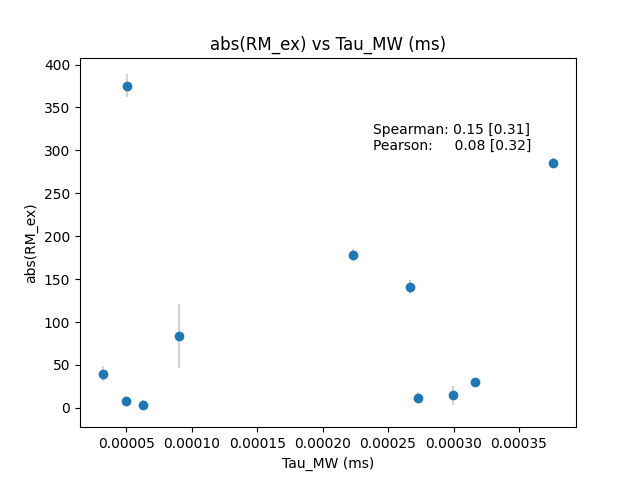 abs(RM_ex) vs Tau_MW (ms)
400
350
300
250
200
150
100
50
0
abs(RM_ex)
Spearman: 0.15 [0.31]
Pearson: 0.08 [0.32]
0.00005 0.00010 0.00015 0.00020 0.00025 0.00030 0.00035
Tau_MW (ms)